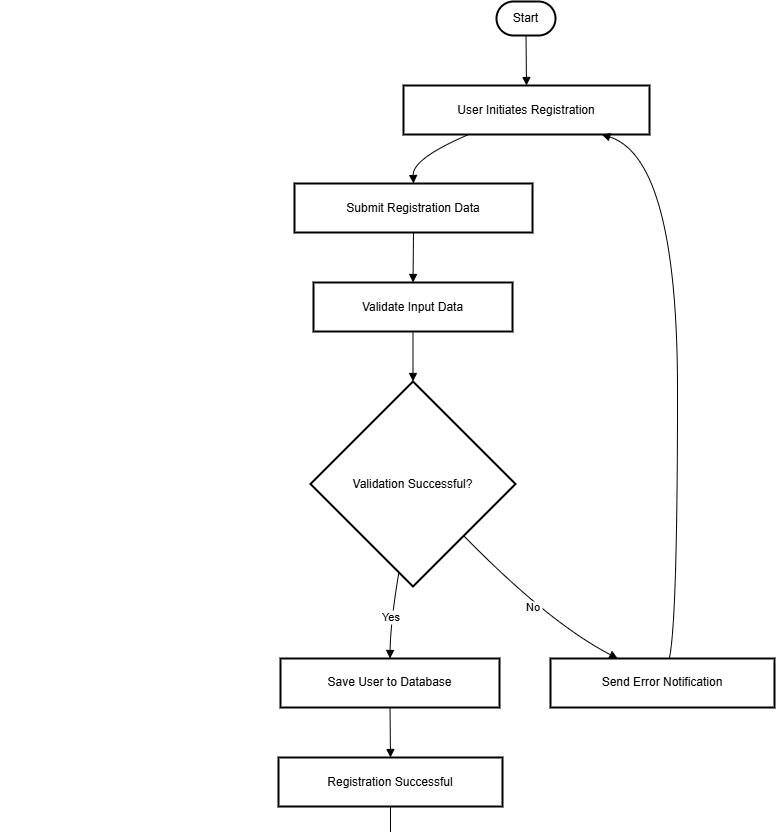 Start
User Initiates Registration
Submit Registration Data
Validate Input Data
Validation Successful?
No
Yes
Save User to Database
Send Error Notification
Registration Successful